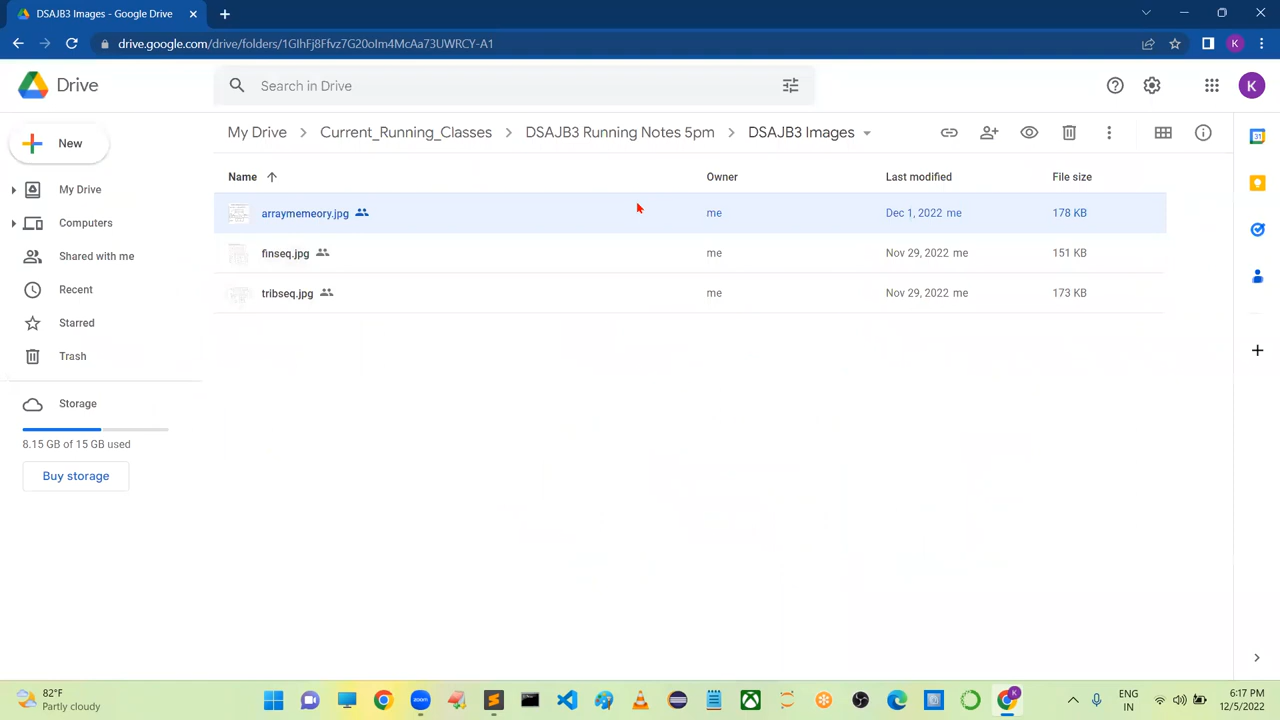 DSAJB3 Images - Google Drive
drive.google.com/drive/folders/1GIhFj8Ffvz7G20oIm4McAa73UWRCY-A1
K
Drive
Search in Drive
K
New
My Drive
Current_Running_Classes
DSAJB3 Running Notes 5pm
DSAJB3 Images
Name
Owner
Last modified
File size
arraymemeory.jpg
me
Dec 1, 2022 me
178 KB
finseq.jpg
me
Nov 29, 2022 me
151 KB
tribseq.jpg
me
Nov 29, 2022 me
173 KB
My Drive
Computers
Shared with me
Recent
Starred
Trash
Storage
8.15 GB of 15 GB used
Buy storage
31
82°F
Partly cloudy
zoom
K
ENG
IN
6:17 PM
12/5/2022